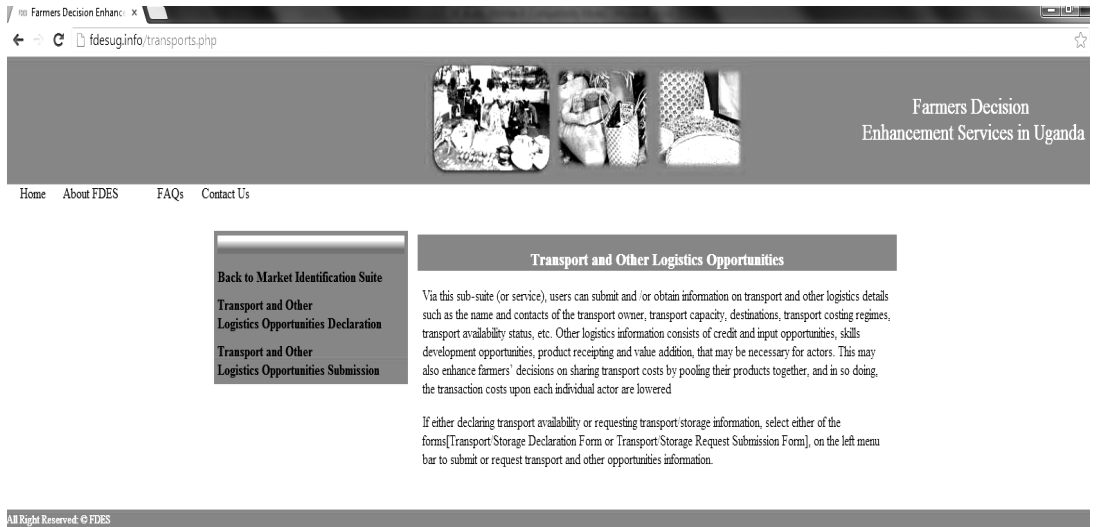 Farmers Decision Enhance
fdesug.info/transports.php
Farmers Decision
Enhancement Services in Uganda
Home About FDES FAQs Contact Us
Back to Market Identification Suite
Transport and Other
Logistics Opportunities Declaration
Transport and Other
Logistics Opportunities Submission
Transport and Other Logistics Opportunities
Via this sub-suite (or service), users can submit and /or obtain information on transport and other logistics details
such as the name and contacts of the transport owner, transport capacity, destinations, transport costing regimes,
transport availability status, etc. Other logistics information consists of credit and input opportunities, skills
development opportunities, product receipting and value addition, that may be necessary for actors. This may
also enhance farmers’ decisions on sharing transport costs by pooling their products together, and in so doing,
the transaction costs upon each individual actor are lowered
If either declaring transport availability or requesting transport/storage information, select either of the
forms[Transport/Storage Declaration Form or Transport/Storage Request Submission Form], on the left menu
bar to submit or request transport and other opportunities information.
All Right Reserved: © FDES